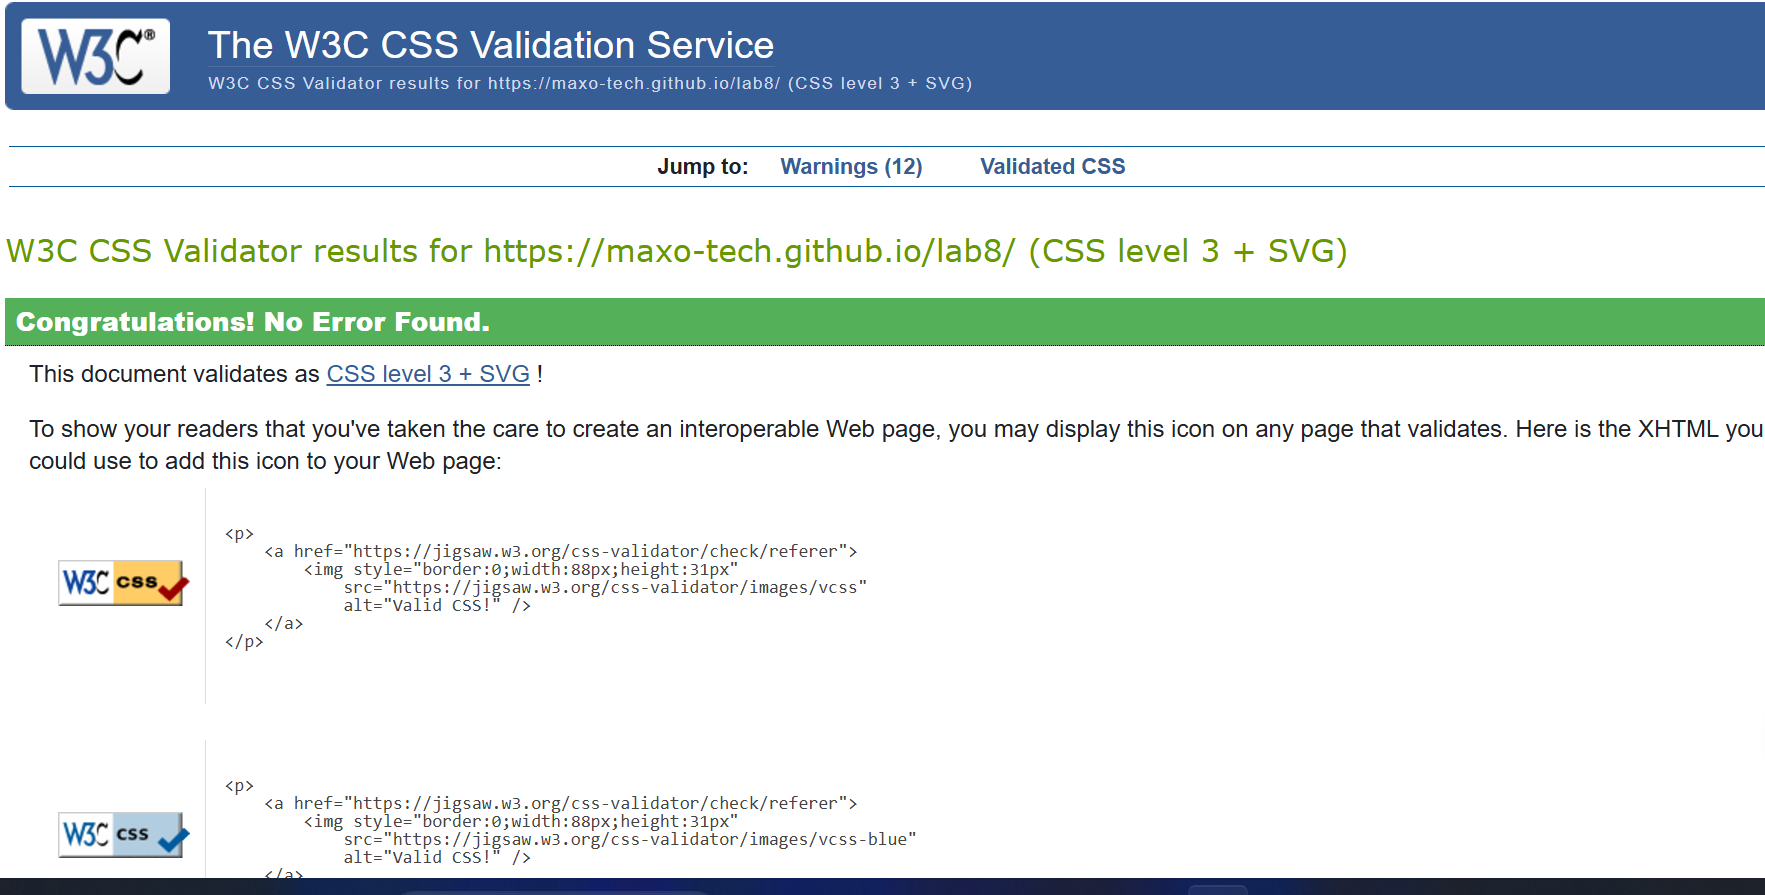 W3C®
The W3C CSS Validation Service
W3C CSS Validator results for https://maxo-tech.github.io/lab8/ (CSS level 3 + SVG)
Jump to: Warnings (12) Validated CSS
W3C CSS Validator results for https://maxo-tech.github.io/lab8/ (CSS level 3 + SVG)
Congratulations! No Error Found.
This document validates as CSS level 3 + SVG !
To show your readers that you've taken the care to create an interoperable Web page, you may display this icon on any page that validates. Here is the XHTML you
could use to add this icon to your Web page:
W3C css
<p>
<a href="https://jigsaw.w3.org/css-validator/check/referer">
<img style="border:0;width:88px;height:31px"
src="https://jigsaw.w3.org/css-validator/images/vcss"
alt="Valid CSS!" />
</a>
</p>
W3C css
<p>
<a href="https://jigsaw.w3.org/css-validator/check/referer">
<img style="border:0;width:88px;height:31px"
src="https://jigsaw.w3.org/css-validator/images/vcss-blue"
alt="Valid CSS!" />
</a>